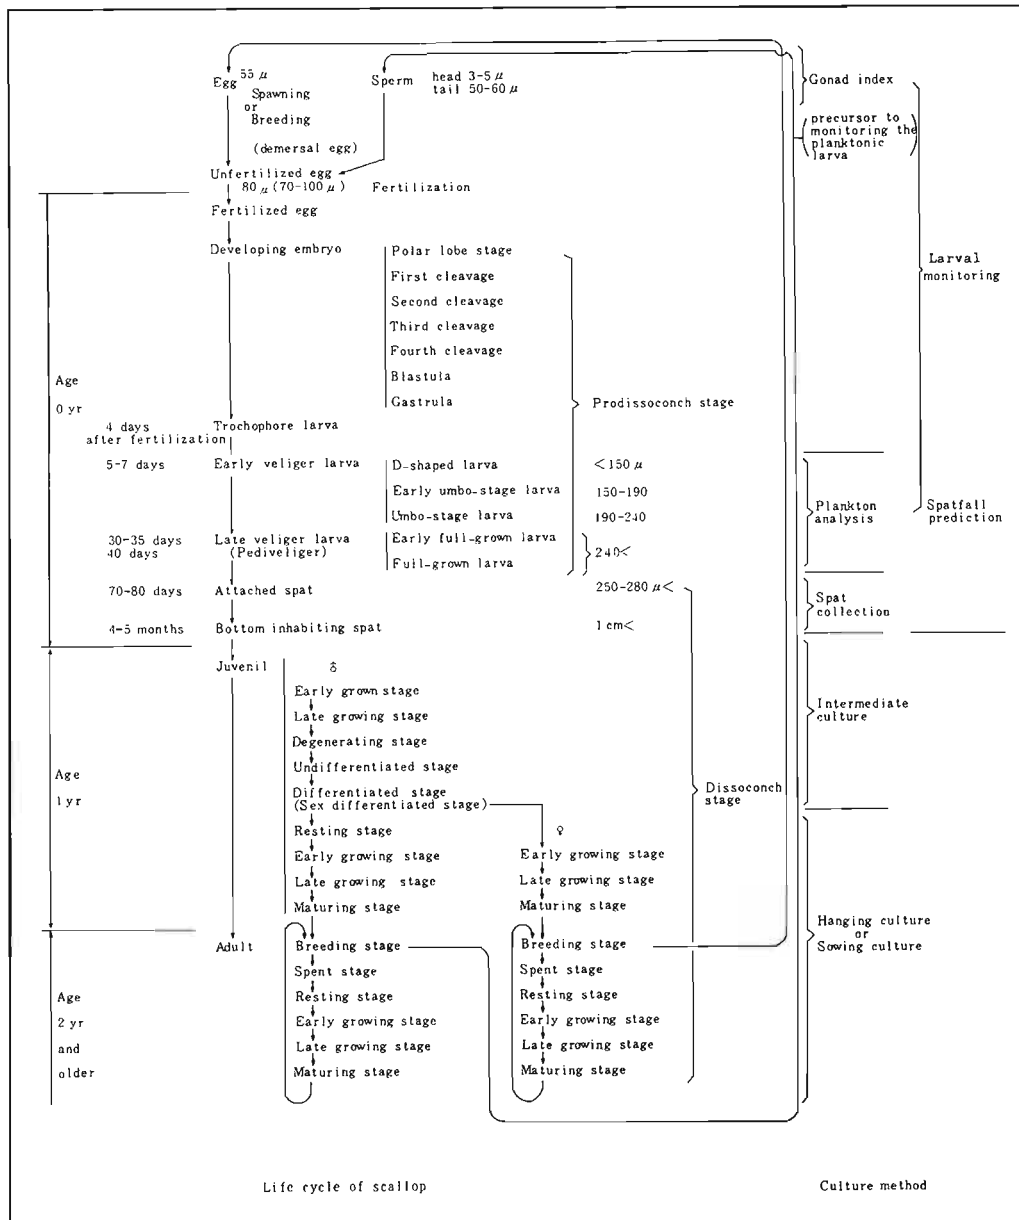 Egg 55 μ
Sperm head 3-5 μ
tail 50-60 μ
Gonad index
Spawning
or
Breeding
(demersal egg)
(precursor to
monitoring the
planktonic
larva)
Unfertilized egg
80 μ (70-100 μ) Fertilization
Fertilized egg
Developing embryo
Polar lobe stage
First cleavage
Second cleavage
Third cleavage
Fourth cleavage
Blastula
Gastrula
Larval
monitoring
Age
0 yr
Prodissoconch stage
4 days
after fertilization
Trochophore larva
5-7 days Early veliger larva D-shaped larva <150 μ
Early umbo-stage larva 150-190
Umbo-stage larva 190-240
Plankton
analysis
Spatfall
prediction
30-35 days Late veliger larva Early full-grown larva
40 days (Pediveliger) Full-grown larva
240<
70-80 days Attached spat 250-280 μ<
Spat
collection
4-5 months Bottom inhabiting spat 1 cm<
Juvenil ♂
Early grown stage
Late growing stage
Degenerating stage
Undifferentiated stage
Differentiated stage
(Sex differentiated stage)
Resting stage
Early growing stage
Late growing stage
Maturing stage
Intermediate
culture
Dissoconch
stage
Age
1 yr
♀
Early growing stage
Late growing stage
Maturing stage
Hanging culture
or
Sowing culture
Adult
Breeding stage
Spent stage
Resting stage
Early growing stage
Late growing stage
Maturing stage
Breeding stage
Spent stage
Resting stage
Early growing stage
Late growing stage
Maturing stage
Age
2 yr
and
older
Life cycle of scallop
Culture method